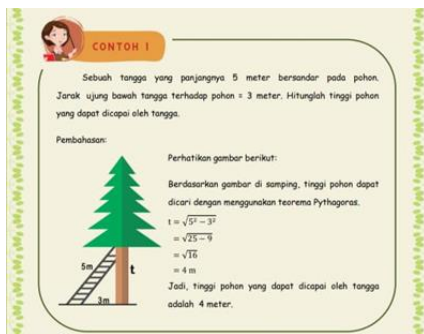 CONTOH 1
Sebuah tangga yang panjangnya 5 meter bersandar pada pohon.
Jarak ujung bawah tangga terhadap pohon = 3 meter. Hitunglah tinggi pohon
yang dapat dicapai oleh tangga.
Pembahasan:
Perhatikan gambar berikut:
Berdasarkan gambar di samping, tinggi pohon dapat
dicari dengan menggunakan teorema Pythagoras.
t = √5² − 3²
= √25 − 9
= √16
= 4 m
Jadi, tinggi pohon yang dapat dicapai oleh tangga
adalah 4 meter.
5m
t
3m